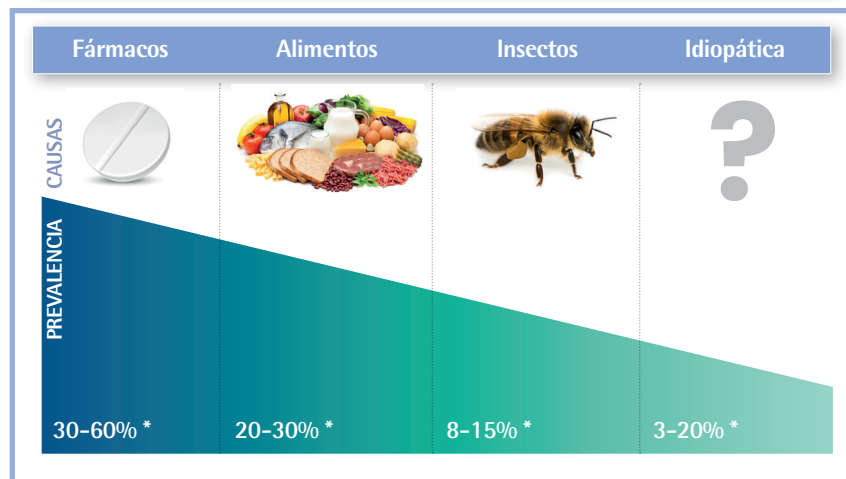 Fármacos
Alimentos
Insectos
Idiopática
CAUSAS
?
PREVALENCIA
30-60% *
20-30% *
8-15% *
3-20% *